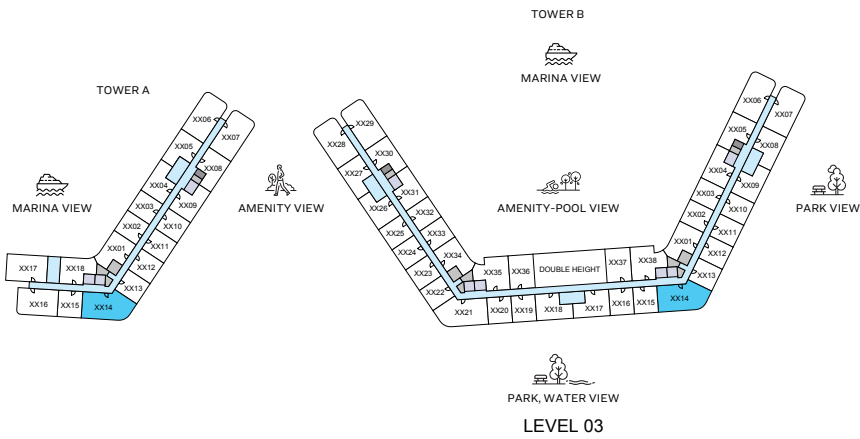 TOWER B
MARINA VIEW
TOWER A
MARINA VIEW
AMENITY VIEW
AMENITY-POOL VIEW
PARK VIEW
XX06
XX07
XX05
XX08
XX04
XX09
XX03
XX10
XX02
XX11
XX01
XX12
XX17
XX18
XX13
XX16
XX15
XX14
XX29
XX28
XX30
XX27
XX31
XX26
XX32
XX25
XX33
XX24
XX34
XX23
XX22
XX21
XX35
XX36
DOUBLE HEIGHT
XX37
XX38
XX20
XX19
XX18
XX17
XX16
XX15
XX14
XX06
XX07
XX05
XX08
XX04
XX09
XX03
XX10
XX02
XX11
XX01
XX12
XX13
PARK, WATER VIEW
LEVEL 03